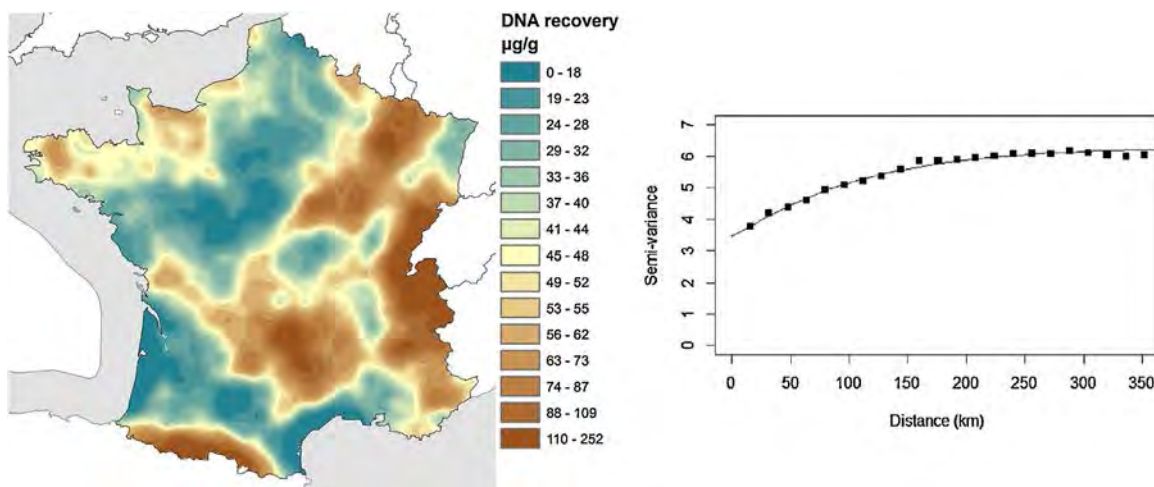 DNA recovery
µg/g
0 - 18
19 - 23
24 - 28
29 - 32
33 - 36
37 - 40
41 - 44
45 - 48
49 - 52
53 - 55
56 - 62
63 - 73
74 - 87
88 - 109
110 - 252
Semi-variance
7
6
5
4
3
2
1
0
0 50 100 150 200 250 300 350
Distance (km)